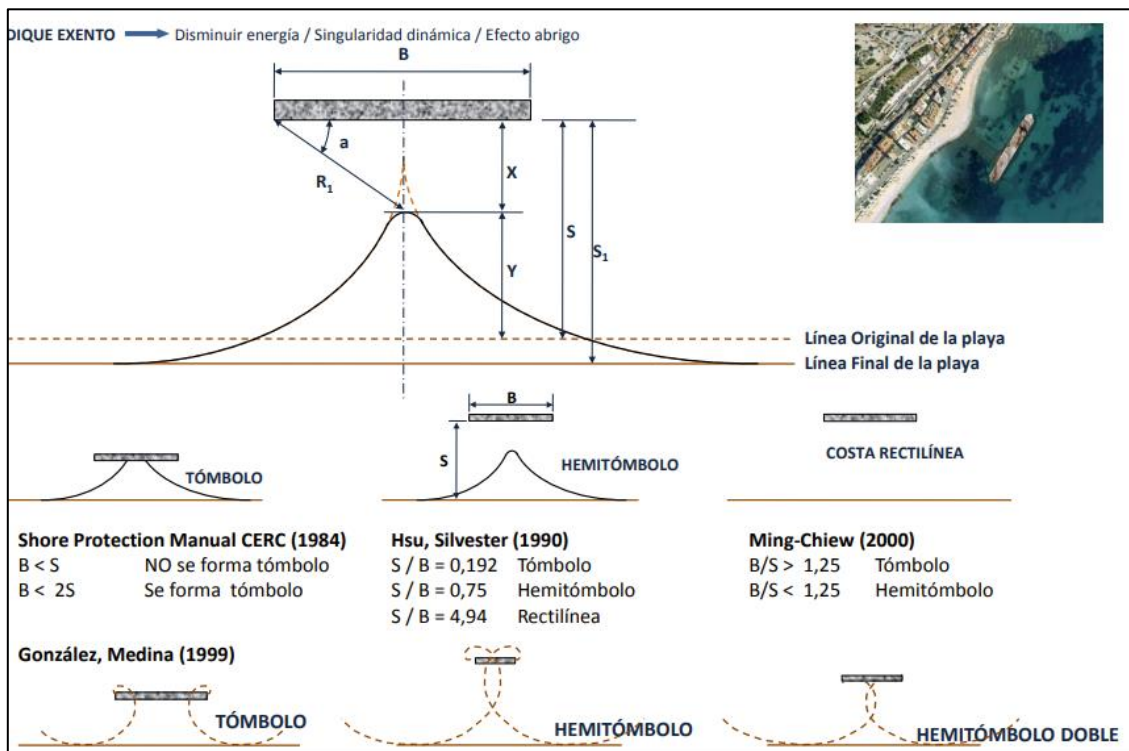 DIQUE EXENTO Disminuir energía / Singularidad dinámica / Efecto abrigo
B
a
R1
X
S
S1
Y
Línea Original de la playa
Línea Final de la playa
B
S
TÓMBOLO
HEMITÓMBOLO
COSTA RECTILÍNEA
Shore Protection Manual CERC (1984)
B < S NO se forma tómbolo
B < 2S Se forma tómbolo
Hsu, Silvester (1990)
S / B = 0,192 Tómbolo
S / B = 0,75 Hemitómbolo
S / B = 4,94 Rectilínea
Ming-Chiew (2000)
B/S > 1,25 Tómbolo
B/S < 1,25 Hemitómbolo
González, Medina (1999)
TÓMBOLO
HEMITÓMBOLO
HEMITÓMBOLO DOBLE